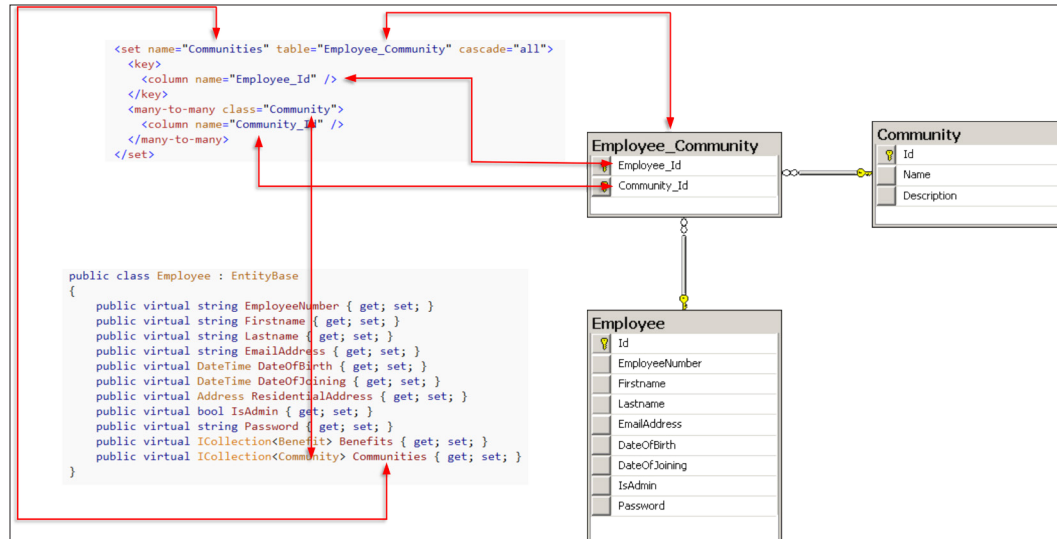 <set name="Communities" table="Employee_Community" cascade="all">
<key>
<column name="Employee_Id" />
</key>
<many-to-many class="Community">
<column name="Community_Id" />
</many-to-many>
</set>
Employee_Community
Employee_Id
Community_Id
Community
Id
Name
Description
public class Employee : EntityBase
{
public virtual string EmployeeNumber { get; set; }
public virtual string Firstname { get; set; }
public virtual string Lastname { get; set; }
public virtual string EmailAddress { get; set; }
public virtual DateTime DateOfBirth { get; set; }
public virtual DateTime DateOfJoining { get; set; }
public virtual Address ResidentialAddress { get; set; }
public virtual bool IsAdmin { get; set; }
public virtual string Password { get; set; }
public virtual ICollection<Benefit> Benefits { get; set; }
public virtual ICollection<Community> Communities { get; set; }
}
Employee
Id
EmployeeNumber
Firstname
Lastname
EmailAddress
DateOfBirth
DateOfJoining
IsAdmin
Password